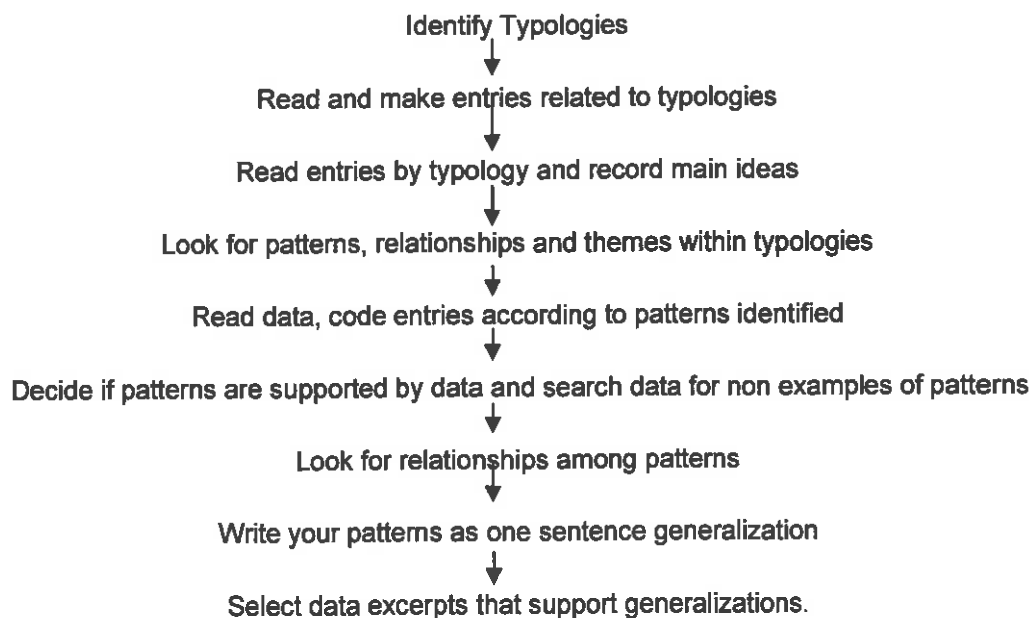 Identify Typologies
Read and make entries related to typologies
Read entries by typology and record main ideas
Look for patterns, relationships and themes within typologies
Read data, code entries according to patterns identified
Decide if patterns are supported by data and search data for non examples of patterns
Look for relationships among patterns
Write your patterns as one sentence generalization
Select data excerpts that support generalizations.